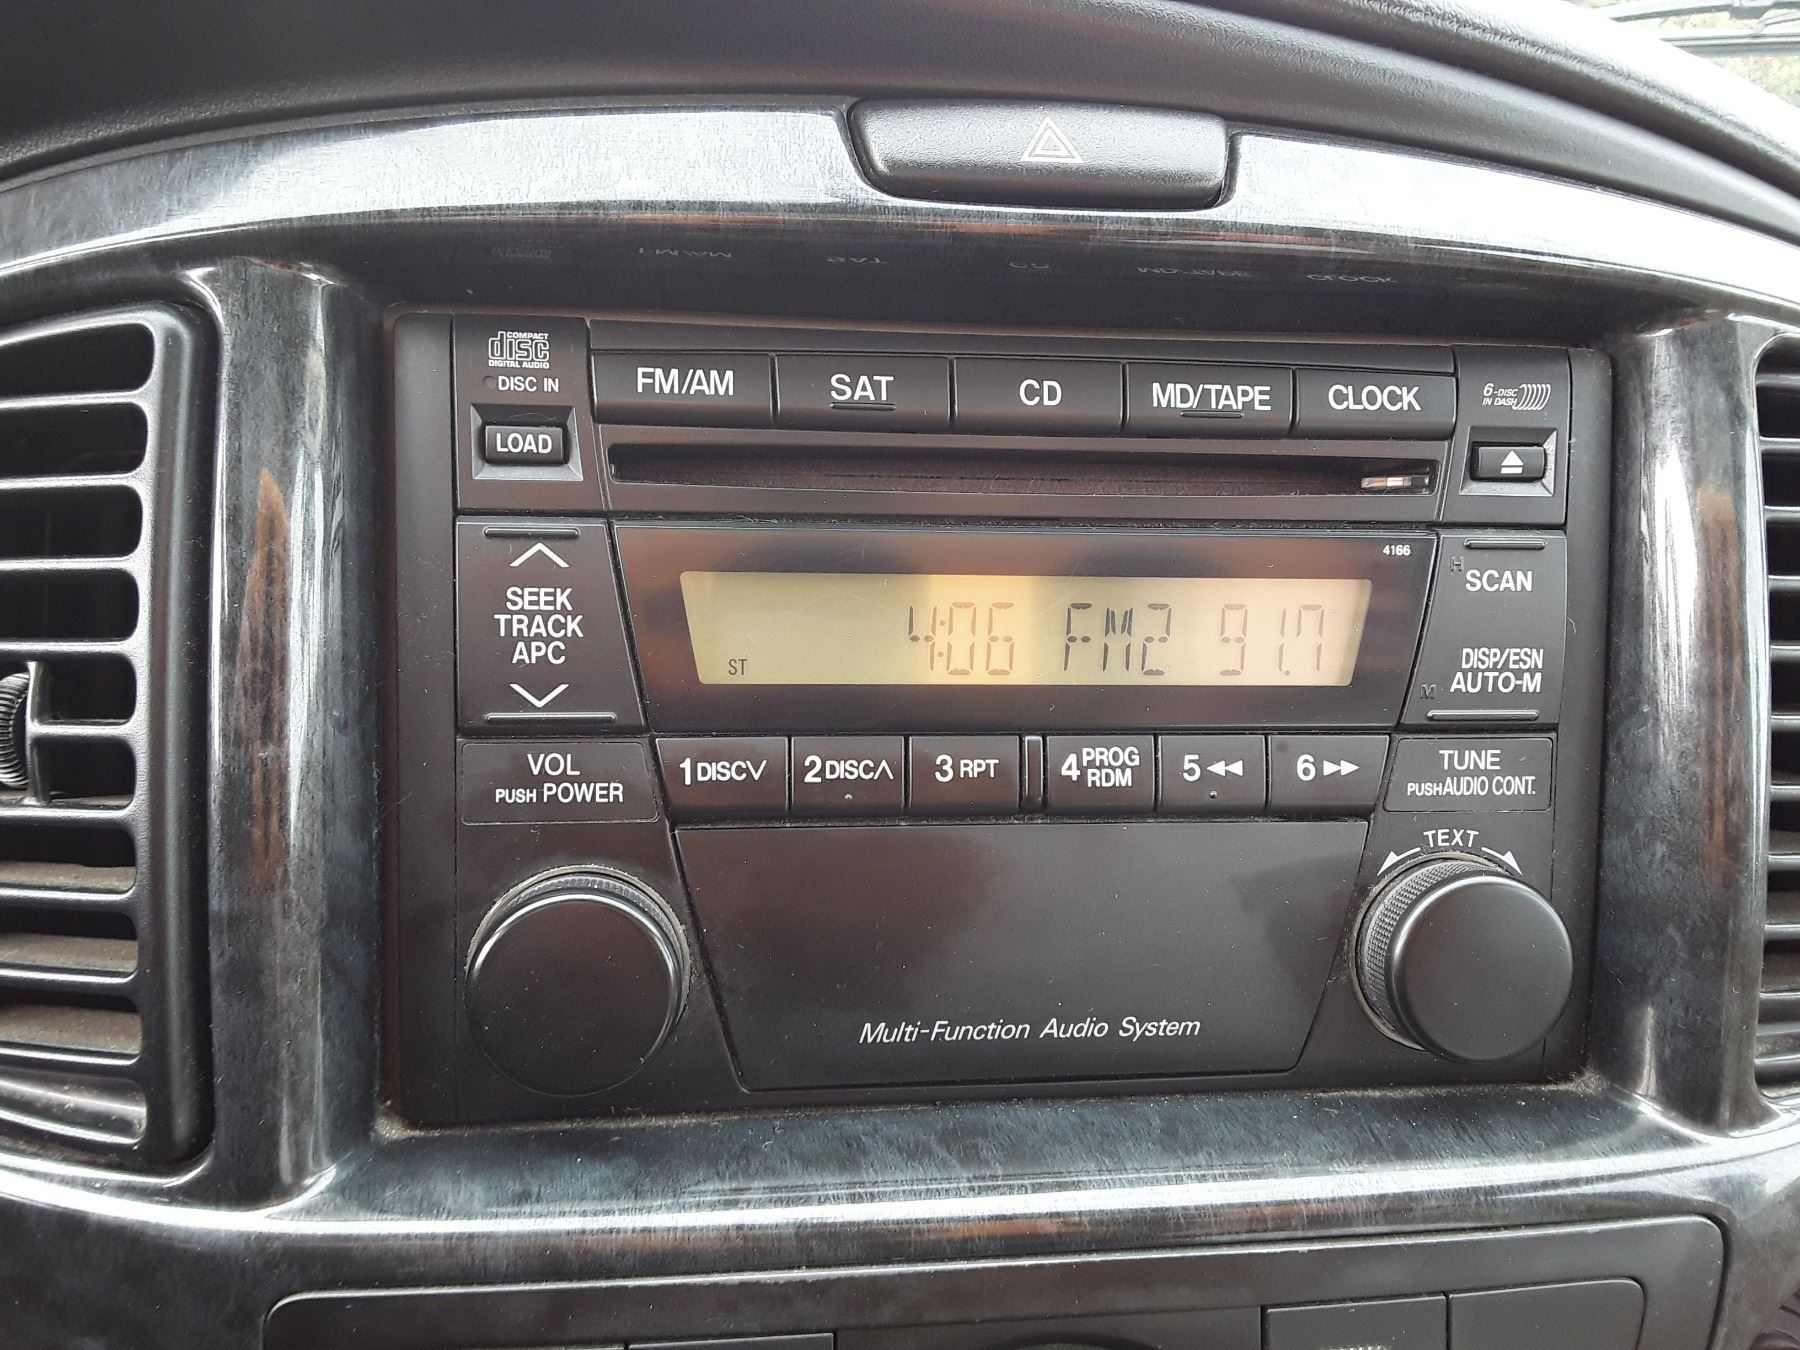 COMPACT
disc
DIGITAL AUDIO
DISC IN
LOAD
FM/AM
SAT
CD
MD/TAPE
CLOCK
6-DISC
IN DASH
SEEK
TRACK
APC
4166
ST
4:06 FM2 91.7
H
SCAN
DISP/ESN
M
AUTO-M
VOL
PUSH POWER
1 DISC
2 DISC
3 RPT
4 PROG
RDM
5
6
TUNE
PUSH AUDIO CONT.
TEXT
Multi-Function Audio System